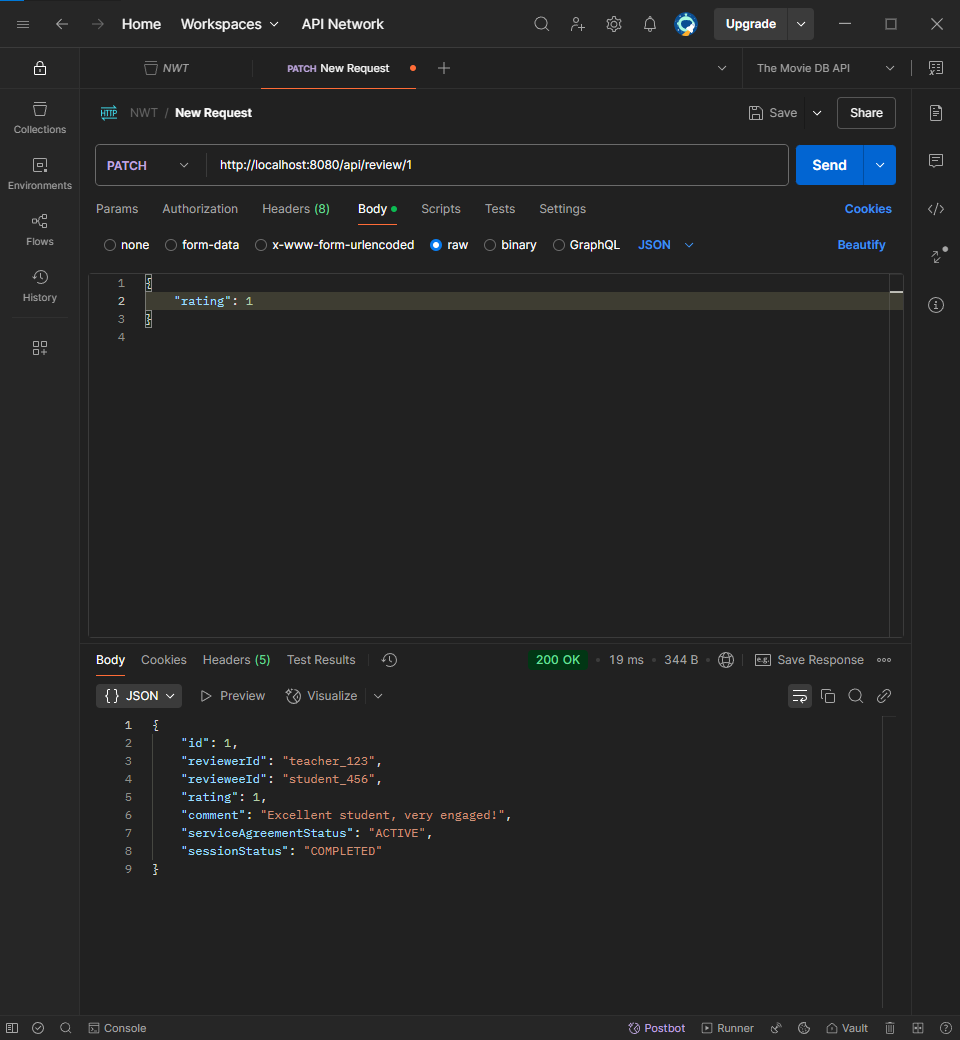 Home Workspaces API Network Upgrade
NWT PATCH New Request The Movie DB API
HTTP NWT / New Request Save Share
PATCH http://localhost:8080/api/review/1 Send
Params Authorization Headers (8) Body Scripts Tests Settings Cookies
none form-data x-www-form-urlencoded raw binary GraphQL JSON Beautify
Collections
Environments
Flows
History
1 {
2 "rating": 1
3 }
4
Body Cookies Headers (5) Test Results 200 OK 19 ms 344 B e.g. Save Response
{ } JSON Preview Visualize
1 {
2 "id": 1,
3 "reviewerId": "teacher_123",
4 "revieweeId": "student_456",
5 "rating": 1,
6 "comment": "Excellent student, very engaged!",
7 "serviceAgreementStatus": "ACTIVE",
8 "sessionStatus": "COMPLETED"
9 }
Console Postbot Runner Vault